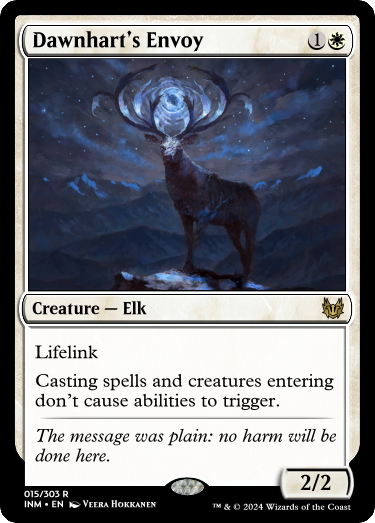 Dawnhart's Envoy 1
Creature — Elk
Lifelink
Casting spells and creatures entering
don't cause abilities to trigger.
The message was plain: no harm will be
done here.
2/2
015/303 R
INM • EN Veera Hokkanen
™ & © 2024 Wizards of the Coast